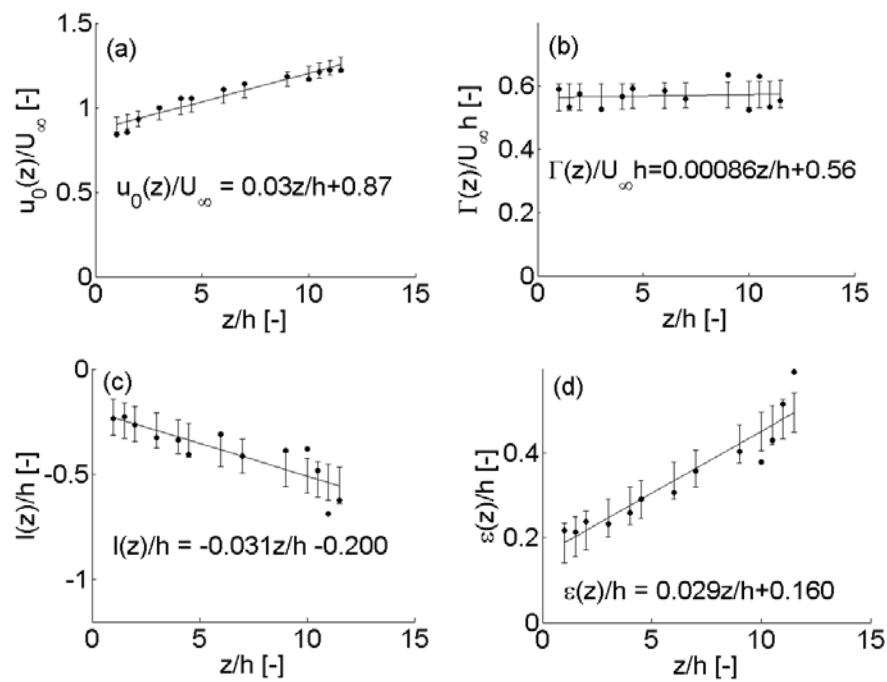 (a)
1.5
1
0.5
0
u₀(z)/U∞ [-]
u₀(z)/U∞ = 0.03z/h+0.87
0 5 10 15
z/h [-]
(b)
0.6
0.4
0.2
0
Γ(z)/U∞h [-]
Γ(z)/U∞h=0.00086z/h+0.56
0 5 10 15
z/h [-]
(c)
0
-0.5
-1
l(z)/h [-]
l(z)/h = -0.031z/h -0.200
0 5 10 15
z/h [-]
(d)
0.4
0.2
0
ε(z)/h [-]
ε(z)/h = 0.029z/h+0.160
0 5 10 15
z/h [-]